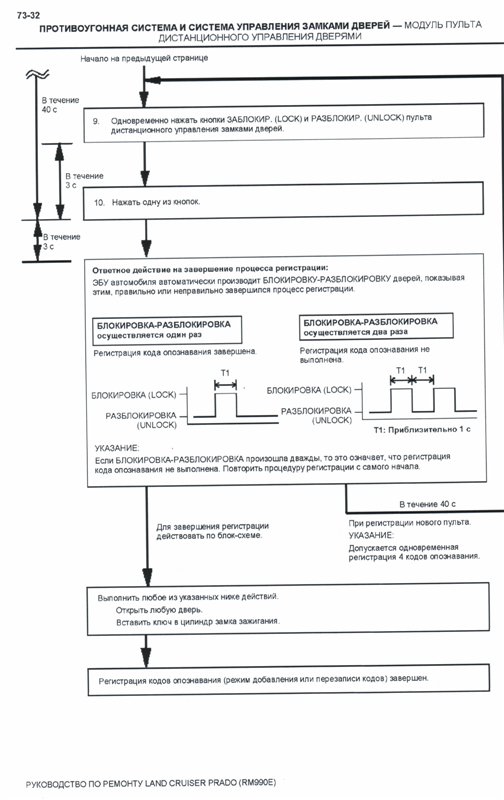 73-32
ПРОТИВОУГОННАЯ СИСТЕМА И СИСТЕМА УПРАВЛЕНИЯ ЗАМКАМИ ДВЕРЕЙ — МОДУЛЬ ПУЛЬТА
ДИСТАНЦИОННОГО УПРАВЛЕНИЯ ДВЕРЯМИ
Начало на предыдущей странице
В течение
40 с
9. Одновременно нажать кнопки ЗАБЛОКИР. (LOCK) и РАЗБЛОКИР. (UNLOCK) пульта
дистанционного управления замками дверей.
В течение
3 с
10. Нажать одну из кнопок.
В течение
3 с
Ответное действие на завершение процесса регистрации:
ЭБУ автомобиля автоматически производит БЛОКИРОВКУ-РАЗБЛОКИРОВКУ дверей, показывая
этим, правильно или неправильно завершился процесс регистрации.
БЛОКИРОВКА-РАЗБЛОКИРОВКА
осуществляется один раз
Регистрация кода опознавания завершена.
T1
БЛОКИРОВКА (LOCK)
РАЗБЛОКИРОВКА
(UNLOCK)
БЛОКИРОВКА-РАЗБЛОКИРОВКА
осуществляется два раза
Регистрация кода опознавания не
выполнена.
T1 T1
БЛОКИРОВКА (LOCK)
РАЗБЛОКИРОВКА
(UNLOCK)
T1: Приблизительно 1 с
УКАЗАНИЕ:
Если БЛОКИРОВКА-РАЗБЛОКИРОВКА произошла дважды, то это означает, что регистрация
кода опознавания не выполнена. Повторить процедуру регистрации с самого начала.
В течение 40 с
Для завершения регистрации
действовать по блок-схеме.
При регистрации нового пульта.
УКАЗАНИЕ:
Допускается одновременная
регистрация 4 кодов опознавания.
Выполнить любое из указанных ниже действий.
Открыть любую дверь.
Вставить ключ в цилиндр замка зажигания.
Регистрация кодов опознавания (режим добавления или перезаписи кодов) завершен.
РУКОВОДСТВО ПО РЕМОНТУ LAND CRUISER PRADO (RM990E)